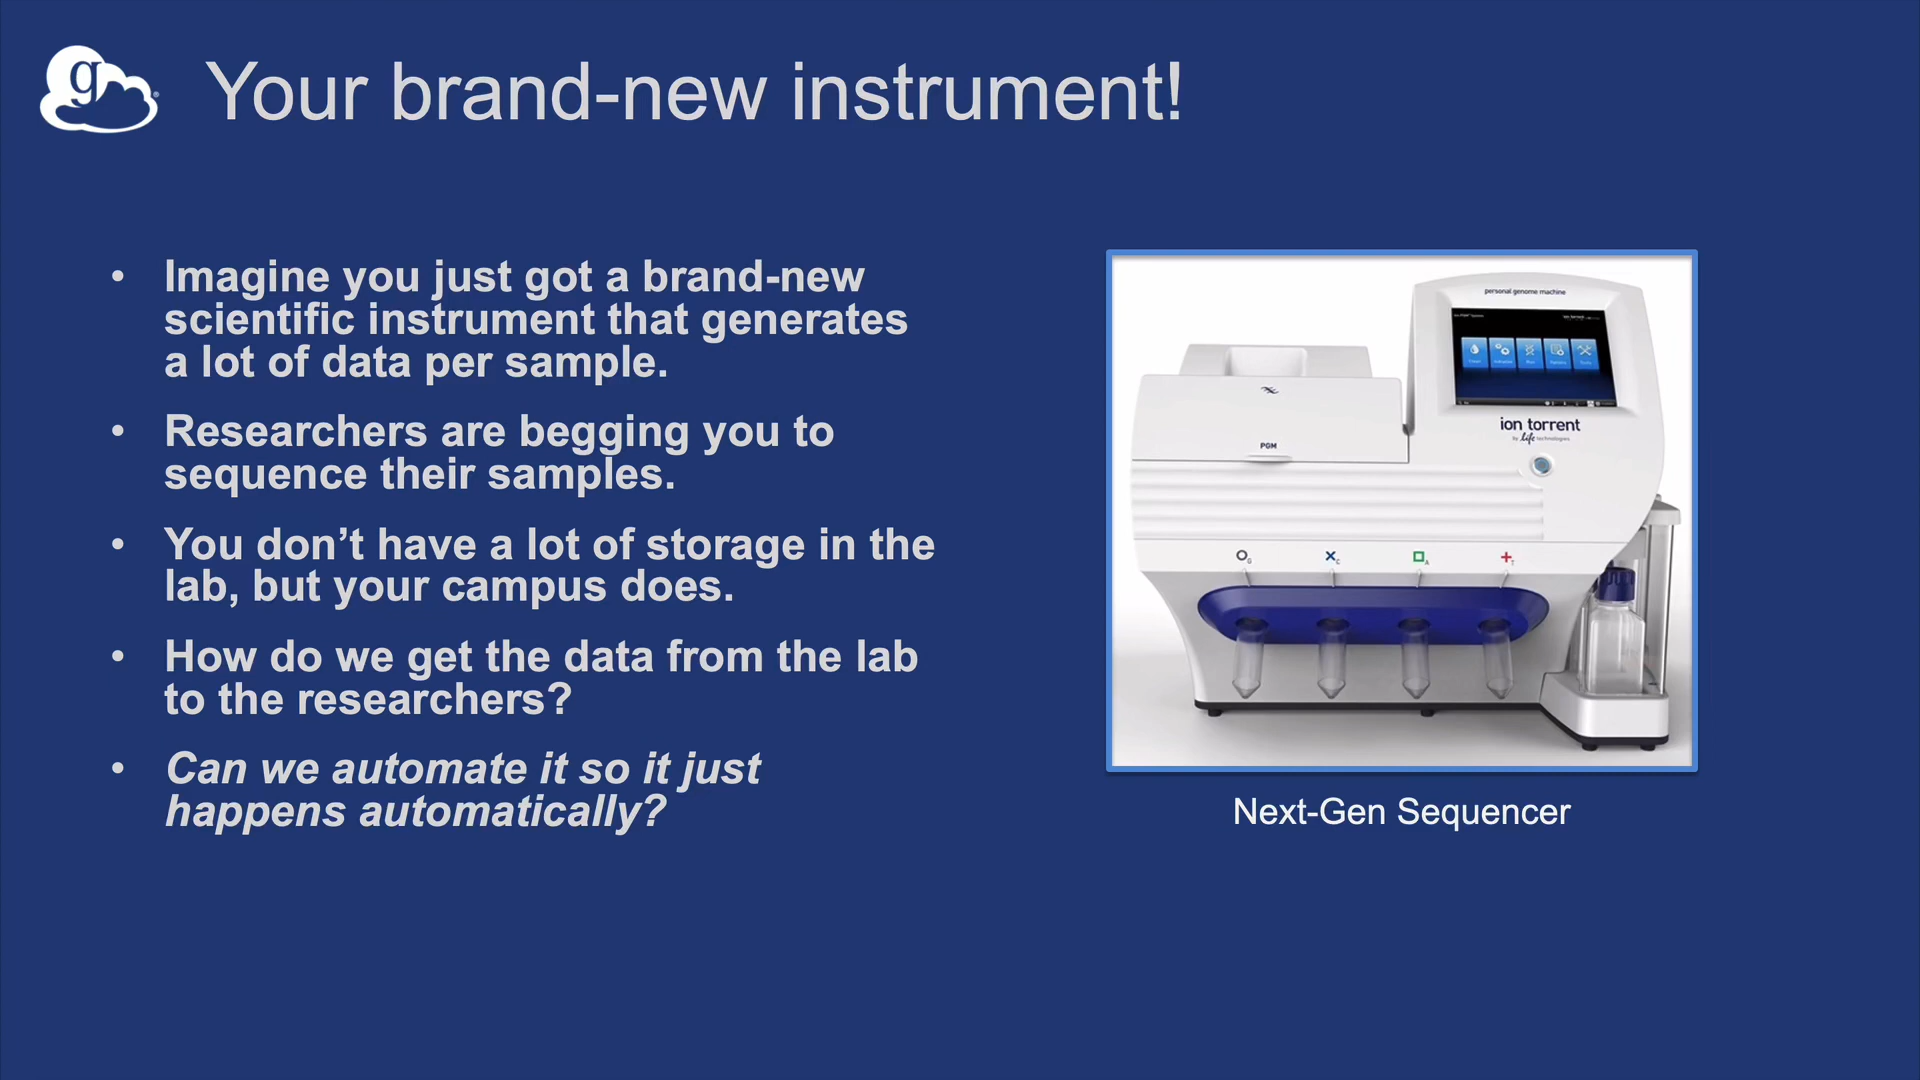 g
Your brand-new instrument!
• Imagine you just got a brand-new
scientific instrument that generates
a lot of data per sample.
• Researchers are begging you to
sequence their samples.
• You don’t have a lot of storage in the
lab, but your campus does.
• How do we get the data from the lab
to the researchers?
• Can we automate it so it just
happens automatically?
personal genome machine
ion torrent
by life technologies
PGM
G
C
A
T
Next-Gen Sequencer